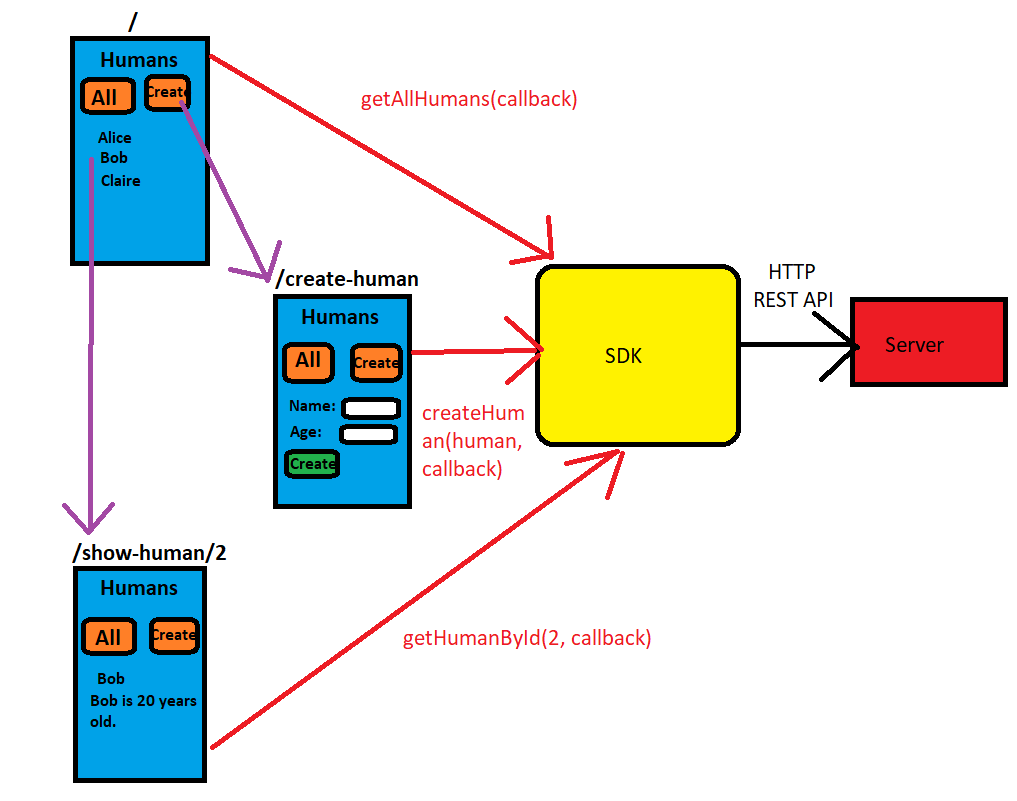 /
Humans
All
Create
Alice
Bob
Claire
getAllHumans(callback)
/create-human
Humans
All
Create
Name:
Age:
Create
createHum
an(human,
callback)
SDK
HTTP
REST API
Server
/show-human/2
Humans
All
Create
Bob
Bob is 20 years
old.
getHumanById(2, callback)